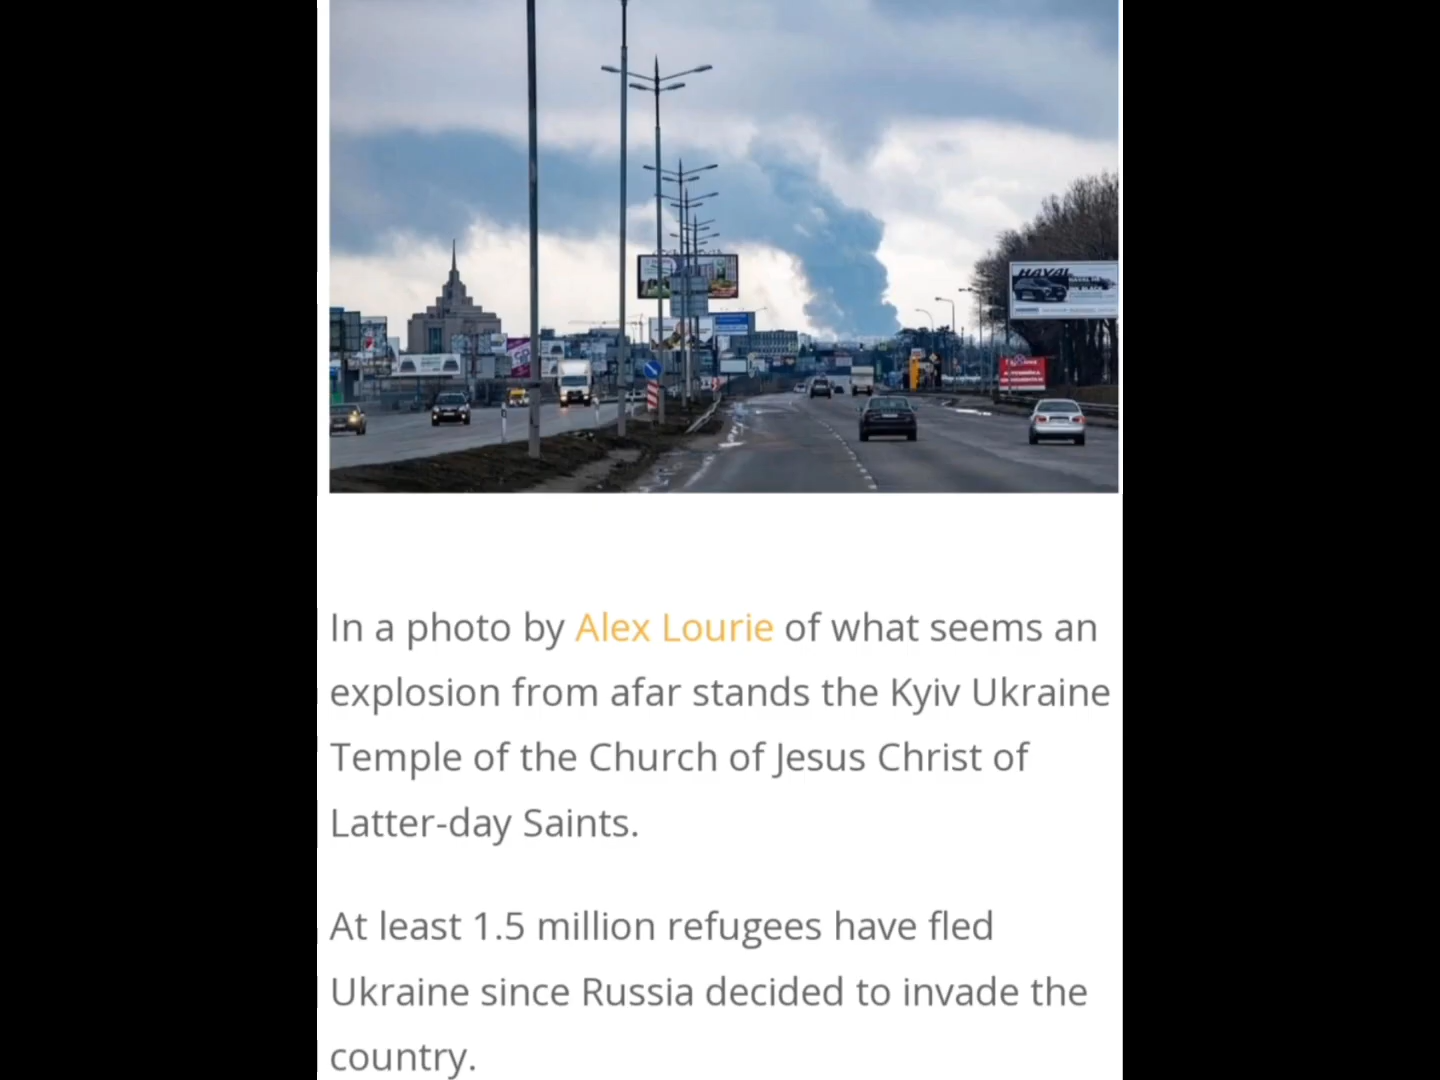 HAVAL
In a photo by Alex Lourie of what seems an
explosion from afar stands the Kyiv Ukraine
Temple of the Church of Jesus Christ of
Latter-day Saints.
At least 1.5 million refugees have fled
Ukraine since Russia decided to invade the
country.